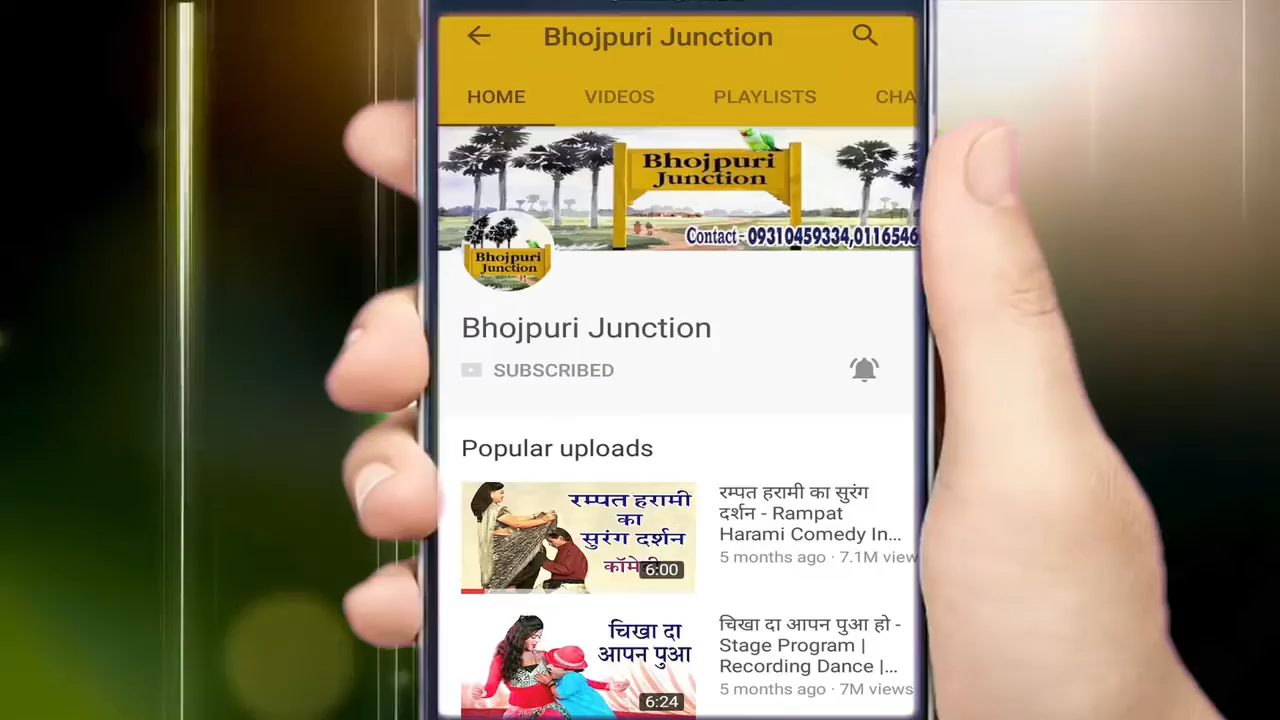 Bhojpuri Junction
HOME VIDEOS PLAYLISTS CHA
Bhojpuri
Junction
Contact - 09310459334,0116546
Bhojpuri
Junction
Bhojpuri Junction
SUBSCRIBED
Popular uploads
रम्पत हरामी
का
सुरंग दर्शन
6:00
रम्पत हरामी का सुरंग
दर्शन - Rampat
Harami Comedy In...
5 months ago · 7.1M view
चिखा दा
आपन पुआ
6:24
चिखा दा आपन पुआ हो -
Stage Program |
Recording Dance |...
5 months ago · 7M views